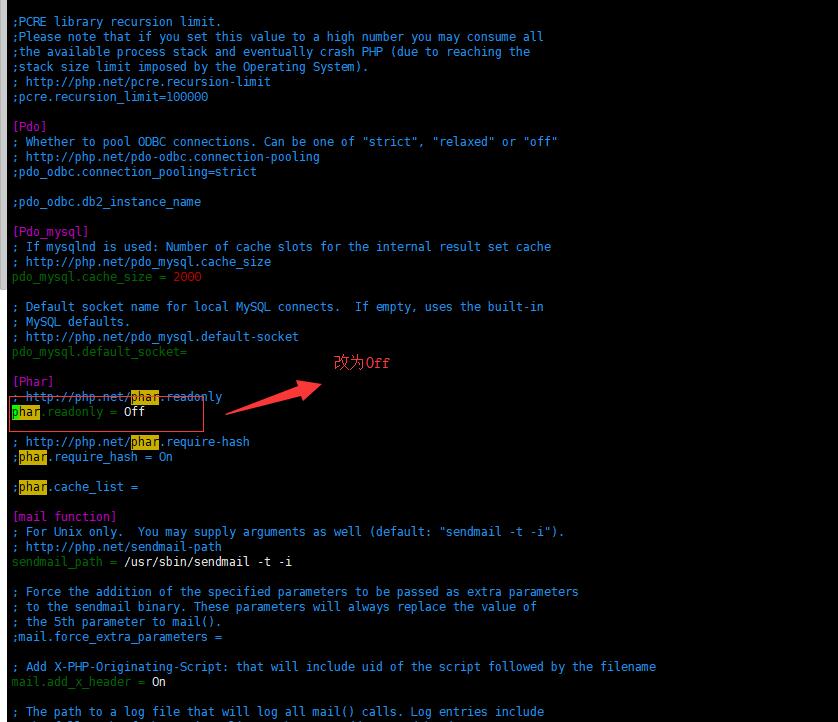 ;PCRE library recursion limit.
;Please note that if you set this value to a high number you may consume all
;the available process stack and eventually crash PHP (due to reaching the
;stack size limit imposed by the Operating System).
; http://php.net/pcre.recursion-limit
;pcre.recursion_limit=100000
[Pdo]
; Whether to pool ODBC connections. Can be one of "strict", "relaxed" or "off"
; http://php.net/pdo-odbc.connection-pooling
;pdo_odbc.connection_pooling=strict
;pdo_odbc.db2_instance_name
[Pdo_mysql]
; If mysqlnd is used: Number of cache slots for the internal result set cache
; http://php.net/pdo_mysql.cache_size
pdo_mysql.cache_size = 2000
; Default socket name for local MySQL connects.  If empty, uses the built-in
; MySQL defaults.
; http://php.net/pdo_mysql.default-socket
pdo_mysql.default_socket=
改为Off
[Phar]
; http://php.net/phar.readonly
phar.readonly = Off
; http://php.net/phar.require-hash
;phar.require_hash = On
;phar.cache_list =
[mail function]
; For Unix only.  You may supply arguments as well (default: "sendmail -t -i").
; http://php.net/sendmail-path
sendmail_path = /usr/sbin/sendmail -t -i
; Force the addition of the specified parameters to be passed as extra parameters
; to the sendmail binary. These parameters will always replace the value of
; the 5th parameter to mail().
;mail.force_extra_parameters =
; Add X-PHP-Originating-Script: that will include uid of the script followed by the filename
mail.add_x_header = On
; The path to a log file that will log all mail() calls. Log entries include